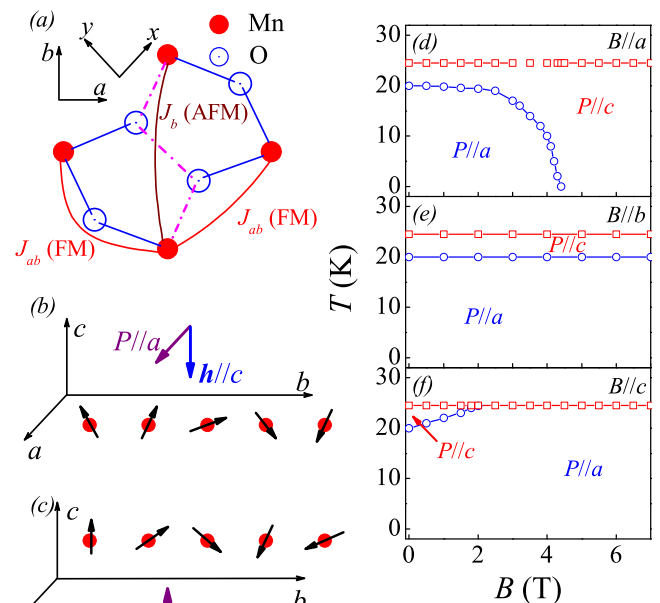 (a)
y
x
b
a
Mn
O
J_b (AFM)
J_ab (FM)
J_ab (FM)
(b)
c
P//a
h//c
b
a
(c)
c
b
(d)
B//a
30
20
10
0
P//c
P//a
(e)
B//b
30
20
10
0
P//c
P//a
(f)
B//c
30
20
10
0
P//c
P//a
0
2
4
6
T (K)
B (T)